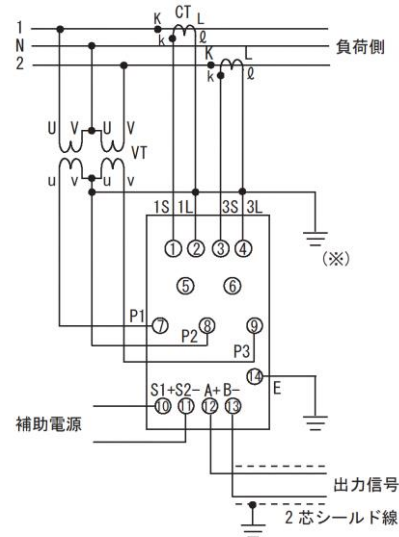 CT
1 K L
N 負荷側
k ℓ K L
2
k ℓ
U V U V
VT
u v u v
1S 1L 3S 3L
(※)
① ② ③ ④
⑤ ⑥
P1 ⑦ ⑧ ⑨
P2
P3
⑭ E
S1+ S2- A+ B-
⑩ ⑪ ⑫ ⑬
補助電源
出力信号
2芯シールド線